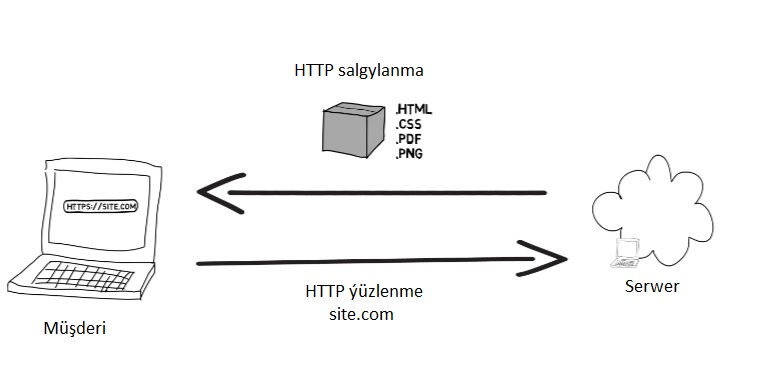 HTTP salgylanma
.HTML
.CSS
.PDF
.PNG
HTTPS://SITE.COM
HTTP ýüzlenme
site.com
Müşderi
Serwer